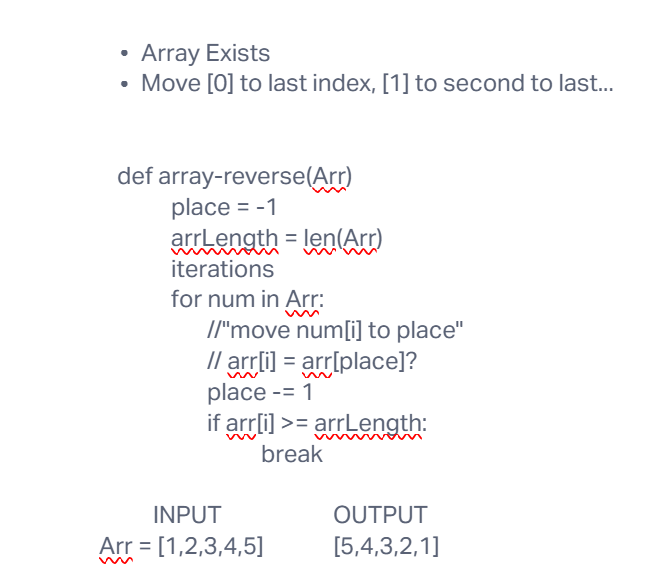 • Array Exists
• Move [0] to last index, [1] to second to last...
def array-reverse(Arr)
place = -1
arrLength = len(Arr)
iterations
for num in Arr:
//"move num[i] to place"
// arr[i] = arr[place]?
place -= 1
if arr[i] >= arrLength:
break
INPUT OUTPUT
Arr = [1,2,3,4,5] [5,4,3,2,1]